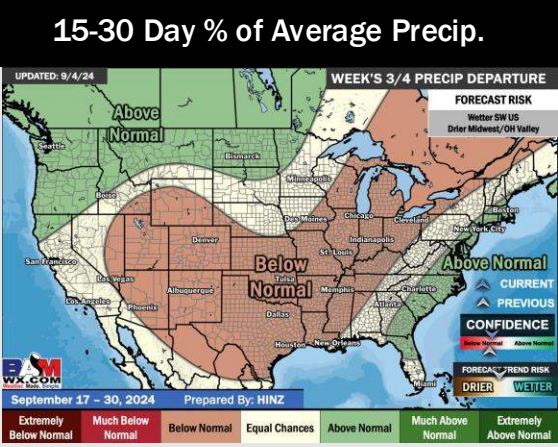 15-30 Day % of Average Precip.
UPDATED: 9/4/24
WEEK'S 3/4 PRECIP DEPARTURE
FORECAST RISK
Wetter SW US
Drier Midwest/OH Valley
Above
Normal
Seattle
Bismarck
Minneapolis
Boise
Boston
Des Moines
Chicago
Cleveland
New York City
Denver
Indianapolis
San Francisco
St. Louis
Below
Normal
Above Normal
Las Vegas
Tulsa
CURRENT
Albuquerque
Memphis
Charlotte
Los Angeles
PREVIOUS
Phoenix
Atlanta
Dallas
CONFIDENCE
Below Normal Above Normal
Houston
New Orleans
BAM
WX.COM
Weather. Made. Simple.
FORECAST TREND RISK
Miami
DRIER WETTER
September 17 – 30, 2024 Prepared By: HINZ
Extremely
Below Normal
Much Below
Normal
Below Normal
Equal Chances
Above Normal
Much Above
Normal
Extremely
Above Normal